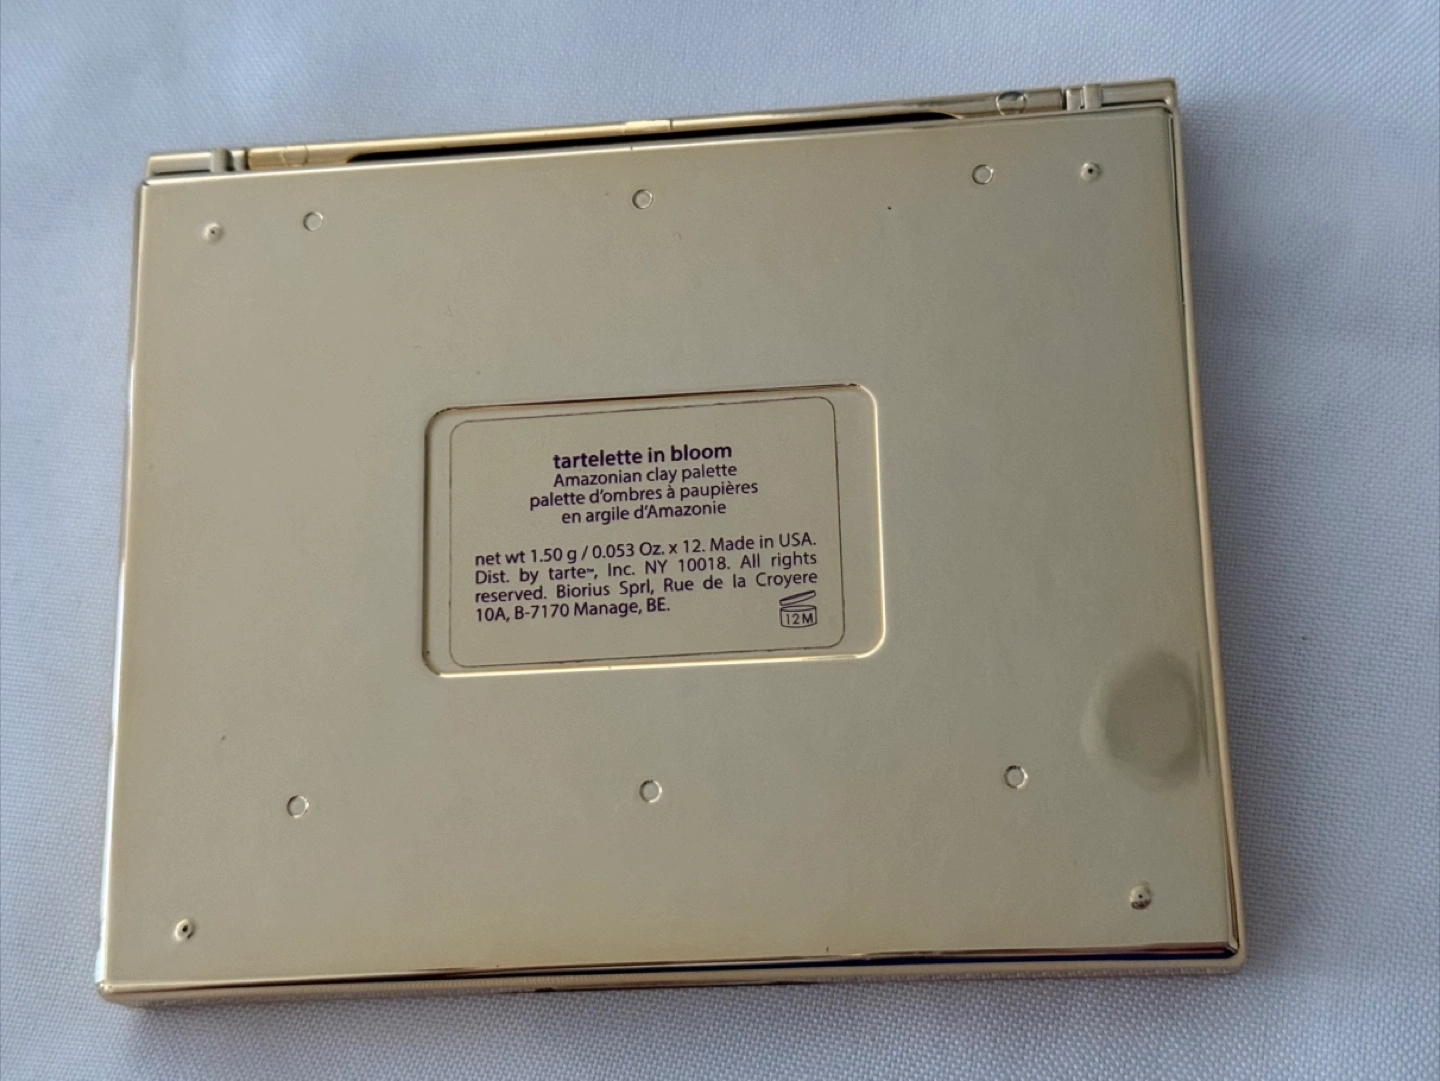 tartelette in bloom
Amazonian clay palette
palette d'ombres à paupières
en argile d'Amazonie
net wt 1.50 g / 0.053 Oz. x 12. Made in USA.
Dist. by tarte™, Inc. NY 10018. All rights
reserved. Biorius Sprl, Rue de la Croyere
10A, B-7170 Manage, BE.
12M